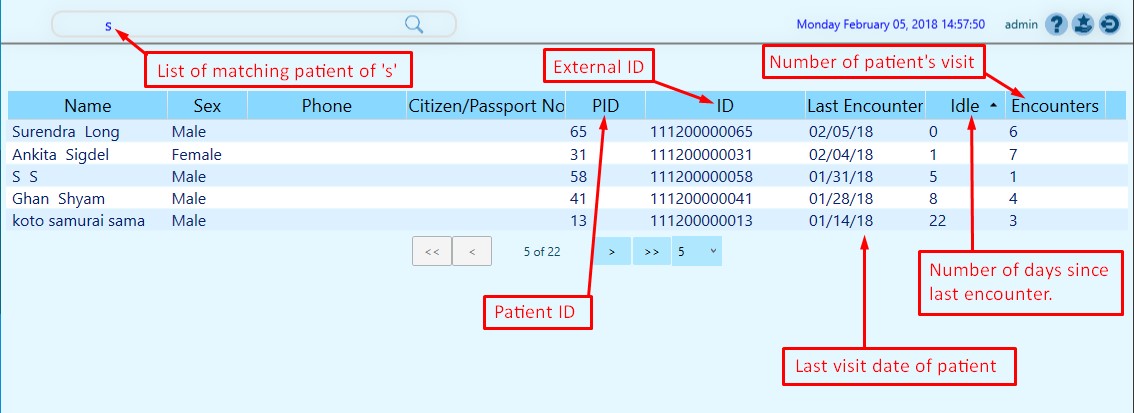 s Monday February 05, 2018 14:57:50 admin ?
List of matching patient of 's'
External ID
Number of patient's visit
Name Sex Phone Citizen/Passport No PID ID Last Encounter Idle Encounters
Surendra Long Male 65 111200000065 02/05/18 0 6
Ankita Sigdel Female 31 111200000031 02/04/18 1 7
S S Male 58 111200000058 01/31/18 5 1
Ghan Shyam Male 41 111200000041 01/28/18 8 4
koto samurai sama Male 13 111200000013 01/14/18 22 3
<< < 5 of 22 > >> 5
Number of days since
last encounter.
Patient ID
Last visit date of patient